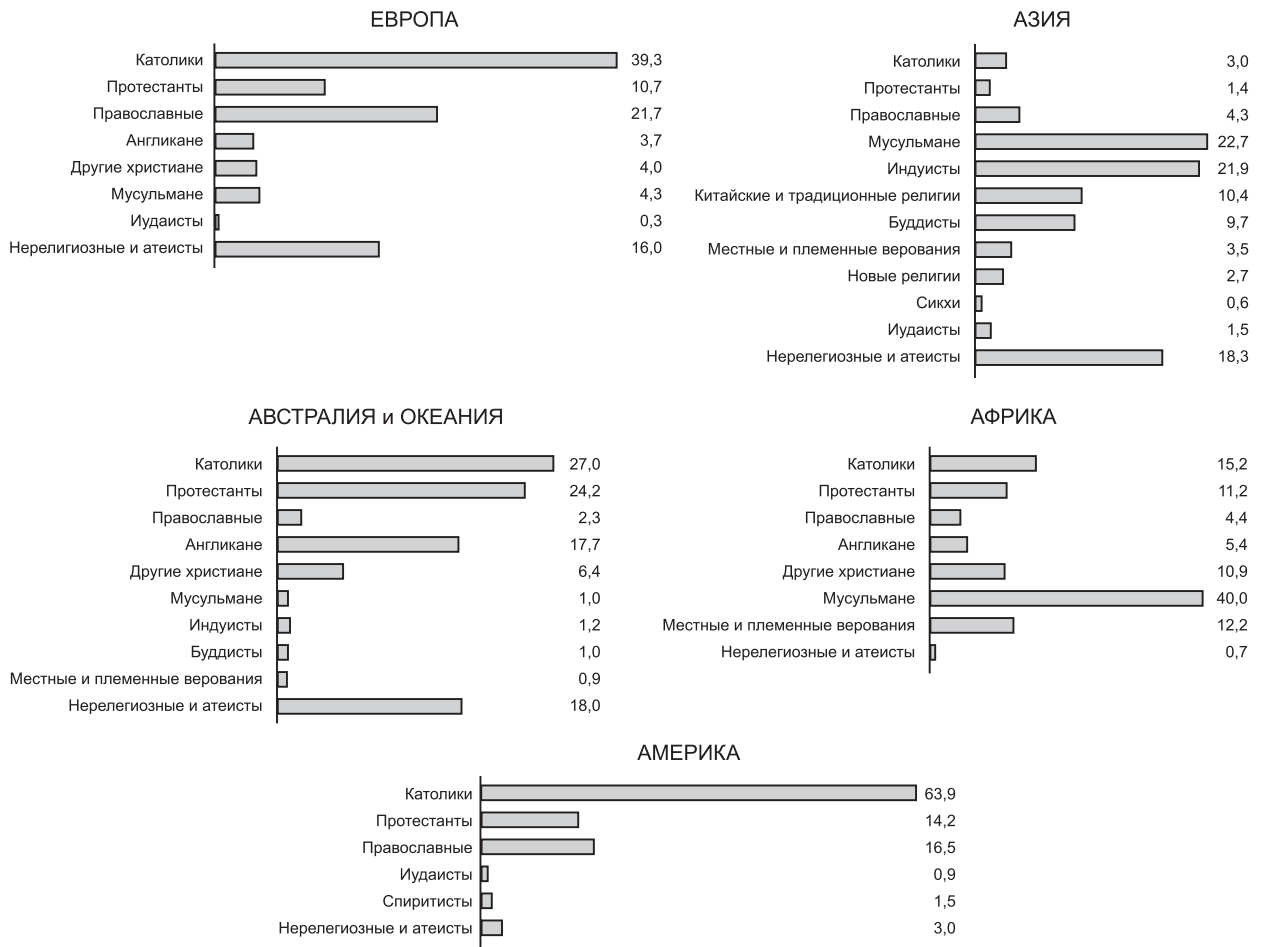 ЕВРОПА
Католики 39,3
Протестанты 10,7
Православные 21,7
Англикане 3,7
Другие христиане 4,0
Мусульмане 4,3
Иудаисты 0,3
Нерелигиозные и атеисты 16,0
АЗИЯ
Католики 3,0
Протестанты 1,4
Православные 4,3
Мусульмане 22,7
Индуисты 21,9
Китайские и традиционные религии 10,4
Буддисты 9,7
Местные и племенные верования 3,5
Новые религии 2,7
Сикхи 0,6
Иудаисты 1,5
Нерелегиозные и атеисты 18,3
АВСТРАЛИЯ и ОКЕАНИЯ
Католики 27,0
Протестанты 24,2
Православные 2,3
Англикане 17,7
Другие христиане 6,4
Мусульмане 1,0
Индуисты 1,2
Буддисты 1,0
Местные и племенные верования 0,9
Нерелегиозные и атеисты 18,0
АФРИКА
Католики 15,2
Протестанты 11,2
Православные 4,4
Англикане 5,4
Другие христиане 10,9
Мусульмане 40,0
Местные и племенные верования 12,2
Нерелегиозные и атеисты 0,7
АМЕРИКА
Католики 63,9
Протестанты 14,2
Православные 16,5
Иудаисты 0,9
Спиритисты 1,5
Нерелегиозные и атеисты 3,0